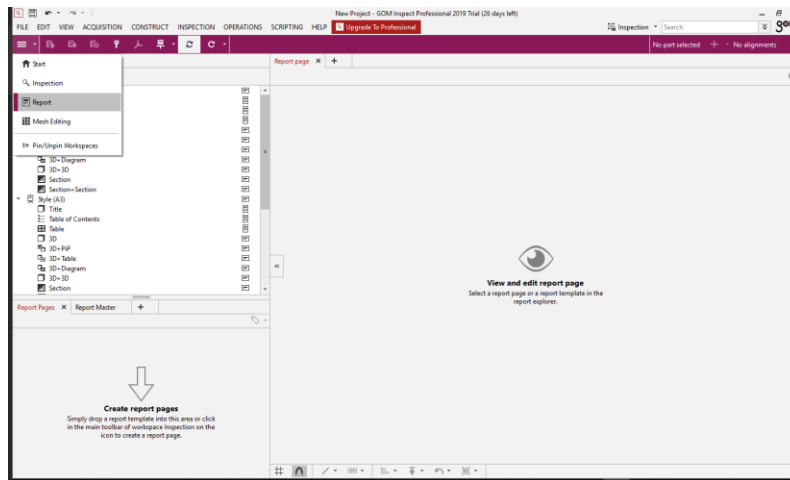 New Project - GOM Inspect Professional 2019 Trial (26 days left)
FILE EDIT VIEW ACQUISITION CONSTRUCT INSPECTION OPERATIONS SCRIPTING HELP Upgrade To Professional
Inspection
Search
No part selected
No alignments
Start
Inspection
Report
Mesh Editing
Pin/Unpin Workspaces
3D+Diagram
3D+3D
Section
Section+Section
Style (A3)
Title
Table of Contents
Table
3D
3D+PiP
3D+Table
3D+Diagram
3D+3D
Section
Report page
View and edit report page
Select a report page or a report template in the
report explorer.
Report Pages
Report Master
Create report pages
Simply drop a report template into this area or click
in the main toolbar of workspace Inspection on the
icon to create a report page.